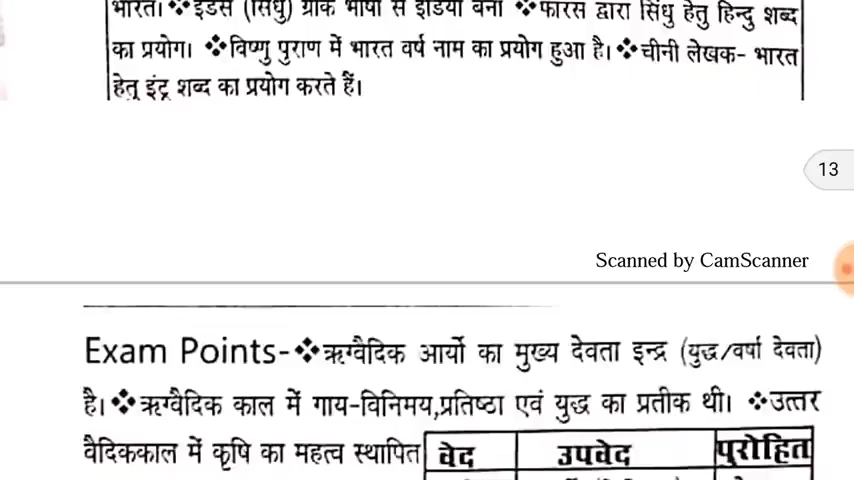 भारत। ❖इंडस (सिंधु) ग्रीक भाषा से इंडिया बना ❖फारस द्वारा सिंधु हेतु हिन्दु शब्द
का प्रयोग। ❖विष्णु पुराण में भारत वर्ष नाम का प्रयोग हुआ है।❖चीनी लेखक- भारत
हेतु इंटू शब्द का प्रयोग करते हैं।
13
Scanned by CamScanner
Exam Points-❖ऋग्वैदिक आर्यो का मुख्य देवता इन्द्र (युद्ध/वर्षा देवता)
है।❖ऋग्वैदिक काल में गाय-विनिमय,प्रतिष्ठा एवं युद्ध का प्रतीक थी। ❖उत्तर
वैदिककाल में कृषि का महत्व स्थापित
वेद उपवेद पुरोहित